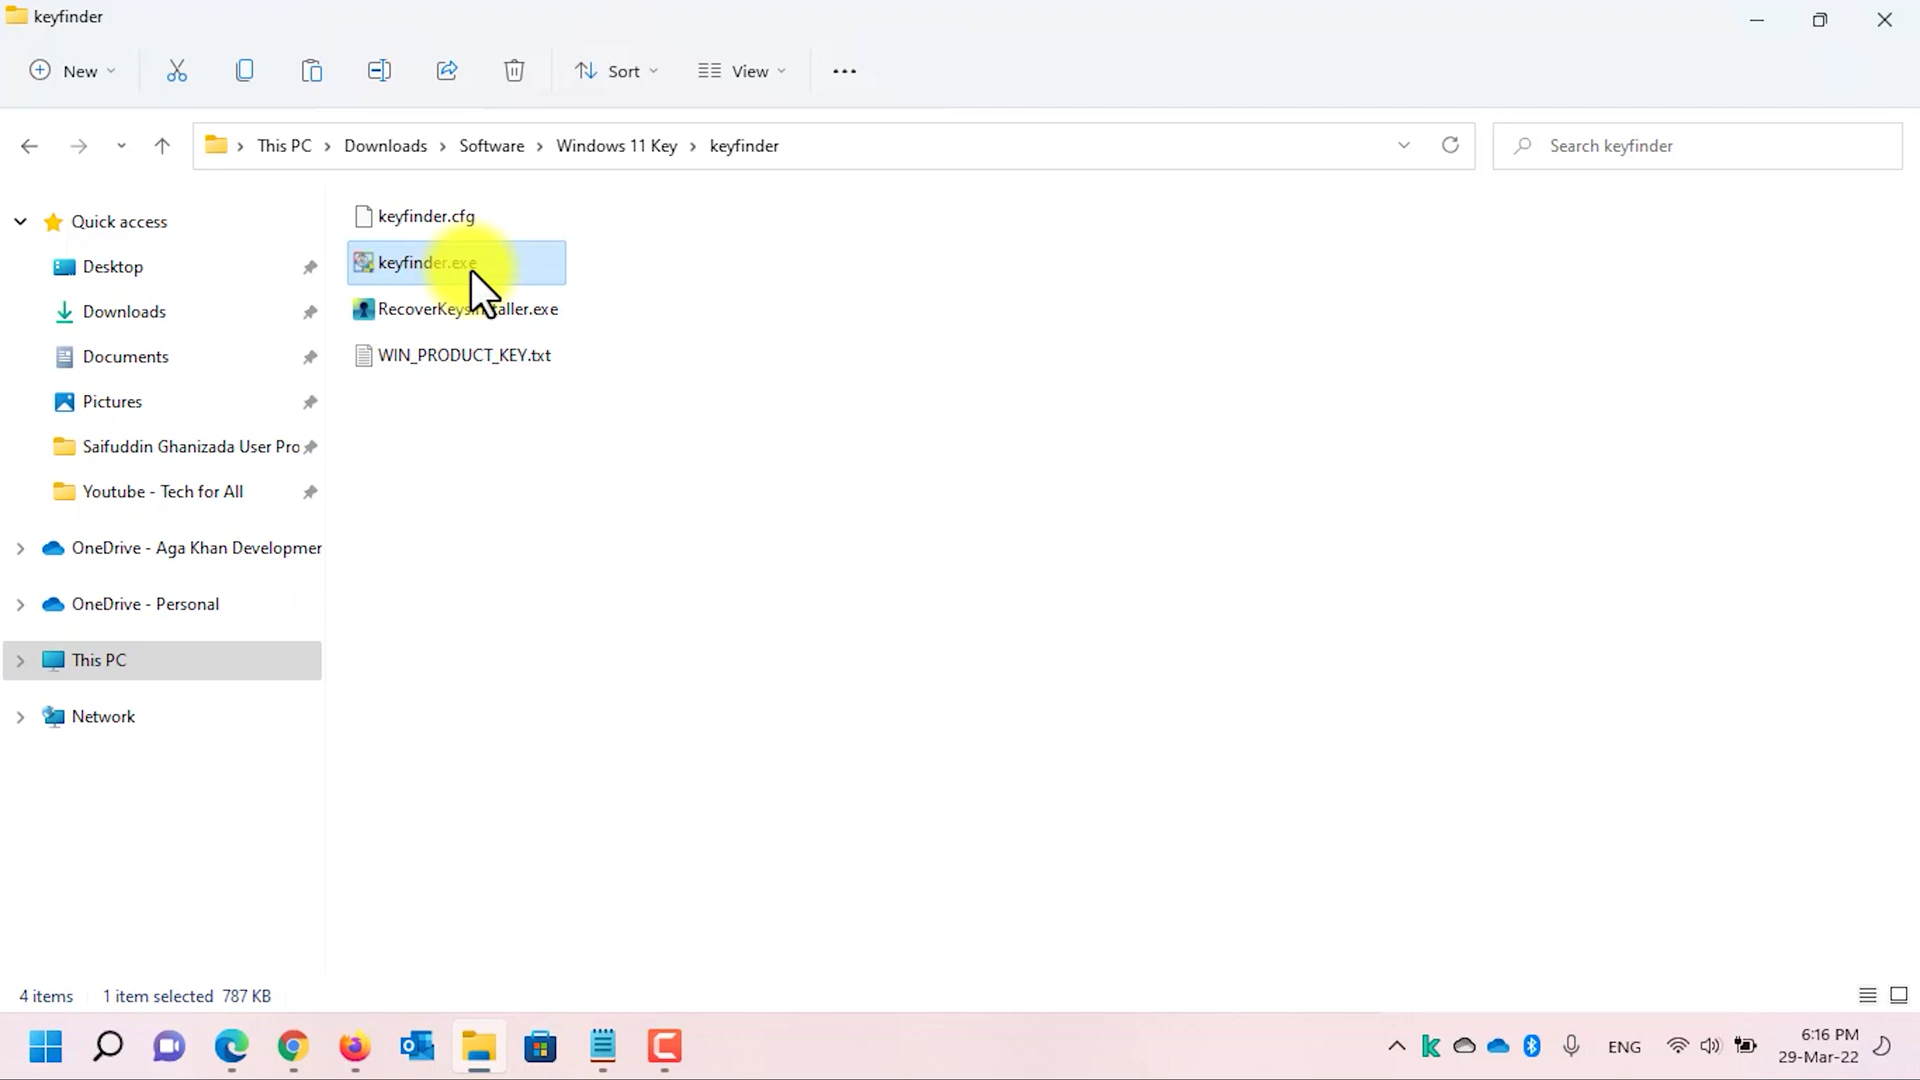 keyfinder
New
Sort
View
This PC
Downloads
Software
Windows 11 Key
keyfinder
Search keyfinder
Quick access
Desktop
Downloads
Documents
Pictures
Saifuddin Ghanizada User Pro
Youtube - Tech for All
OneDrive - Aga Khan Developmer
OneDrive - Personal
This PC
Network
keyfinder.cfg
keyfinder.exe
RecoverKeysInstaller.exe
WIN_PRODUCT_KEY.txt
4 items
1 item selected 787 KB
ENG
6:16 PM
29-Mar-22